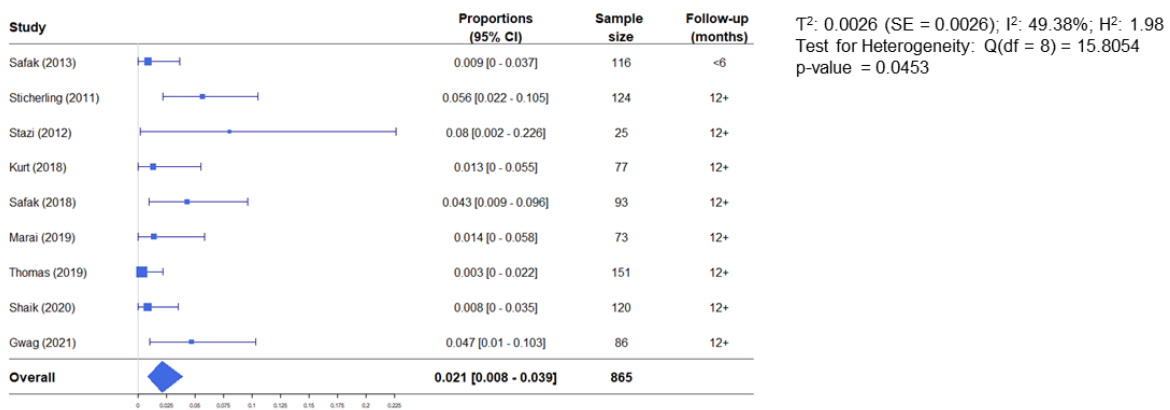 Study Proportions (95% CI) Sample size Follow-up (months)
Safak (2013) 0.009 [0 - 0.037] 116 <6
Sticherling (2011) 0.056 [0.022 - 0.105] 124 12+
Stazi (2012) 0.08 [0.002 - 0.226] 25 12+
Kurt (2018) 0.013 [0 - 0.055] 77 12+
Safak (2018) 0.043 [0.009 - 0.096] 93 12+
Marai (2019) 0.014 [0 - 0.058] 73 12+
Thomas (2019) 0.003 [0 - 0.022] 151 12+
Shaik (2020) 0.008 [0 - 0.035] 120 12+
Gwag (2021) 0.047 [0.01 - 0.103] 86 12+
Overall 0.021 [0.008 - 0.039] 865
0 0.025 0.05 0.075 0.1 0.125 0.15 0.175 0.2 0.225
Ƭ²: 0.0026 (SE = 0.0026); I²: 49.38%; H²: 1.98
Test for Heterogeneity: Q(df = 8) = 15.8054
p-value = 0.0453